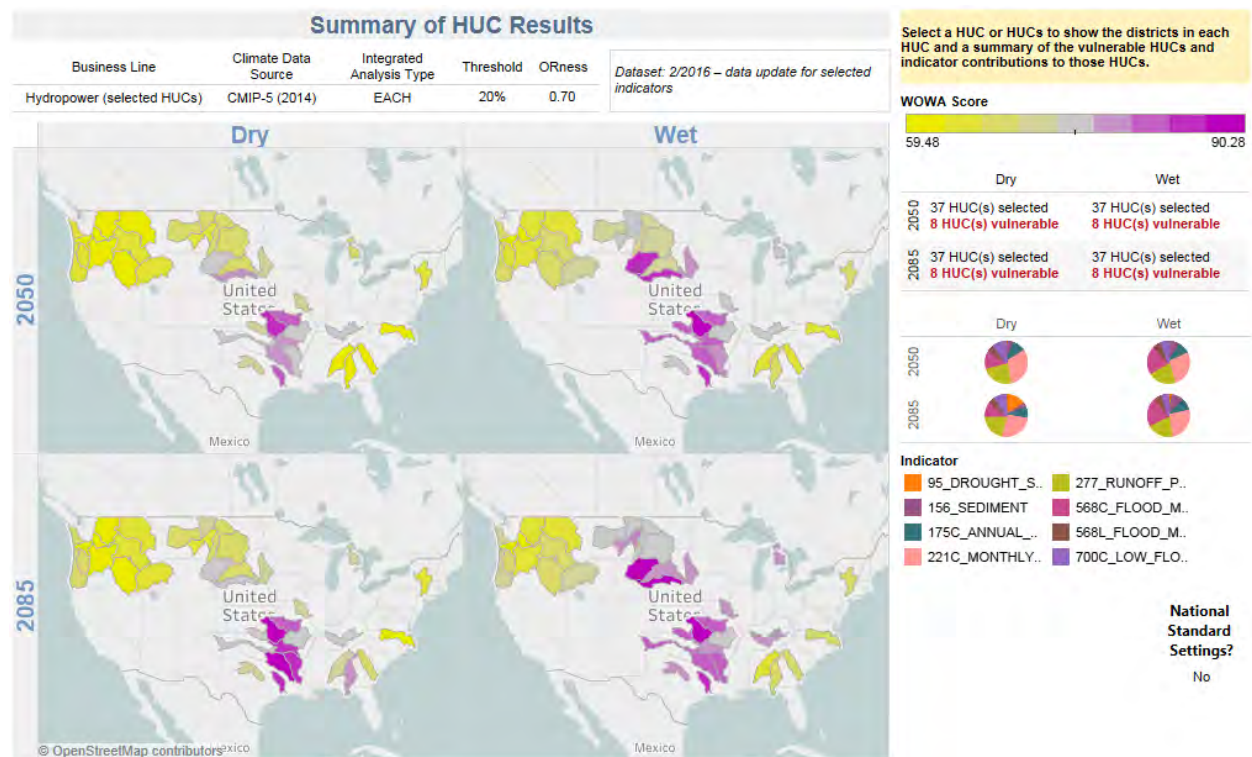 Summary of HUC Results
Business Line
Climate Data
Source
Integrated
Analysis Type
Threshold
ORness
Hydropower (selected HUCs)
CMIP-5 (2014)
EACH
20%
0.70
Dataset: 2/2016 – data update for selected
indicators
Select a HUC or HUCs to show the districts in each
HUC and a summary of the vulnerable HUCs and
indicator contributions to those HUCs.
WOWA Score
59.48
90.28
Dry
Wet
2050
United
States
Mexico
United
States
Mexico
2085
United
States
Mexico
United
States
Mexico
© OpenStreetMap contributors
Dry
Wet
2050
37 HUC(s) selected
8 HUC(s) vulnerable
37 HUC(s) selected
8 HUC(s) vulnerable
2085
37 HUC(s) selected
8 HUC(s) vulnerable
37 HUC(s) selected
8 HUC(s) vulnerable
Dry
Wet
2050
2085
Indicator
95_DROUGHT_S..
277_RUNOFF_P..
156_SEDIMENT
568C_FLOOD_M..
175C_ANNUAL_..
568L_FLOOD_M..
221C_MONTHLY..
700C_LOW_FLO..
National
Standard
Settings?
No